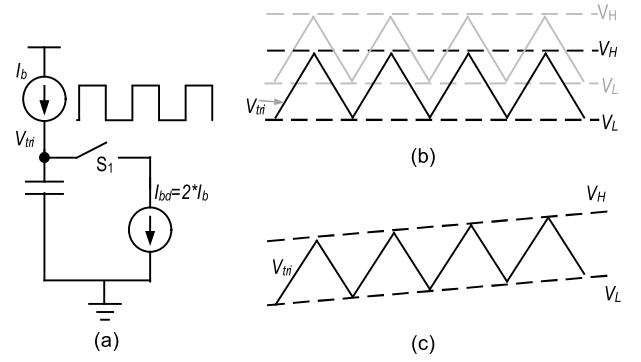 I_b
V_tri
S_1
I_bd=2*I_b
(a)
V_H
V_H
V_L
V_tri
V_L
(b)
V_H
V_tri
V_L
(c)